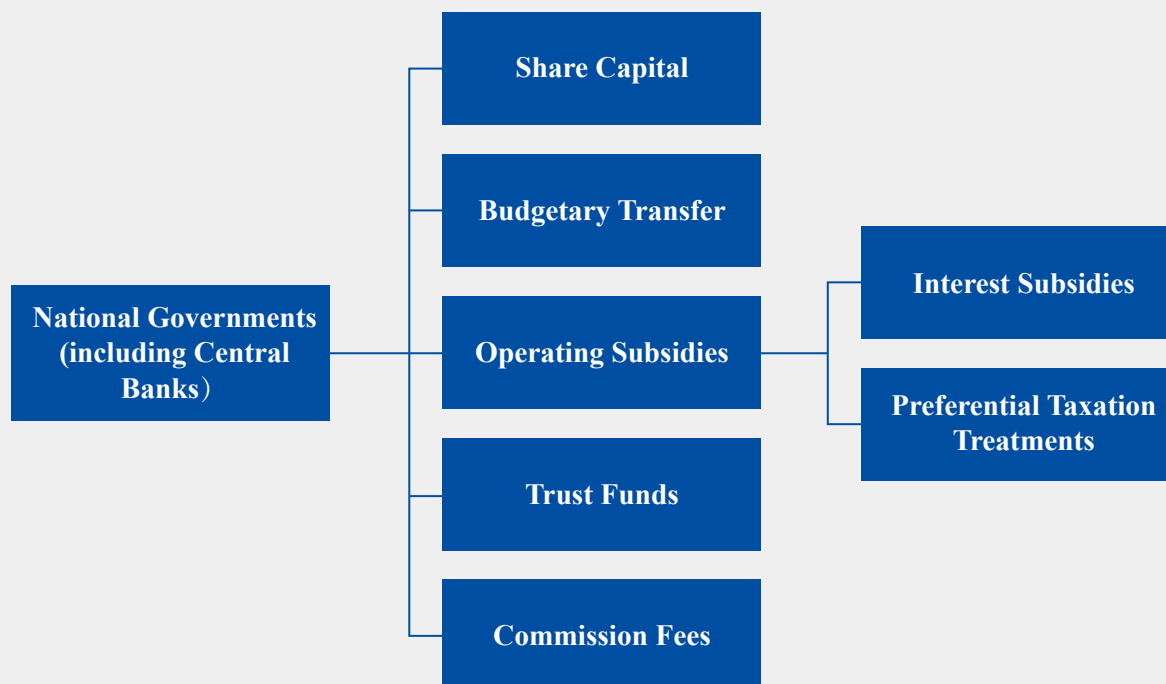 Share Capital
Budgetary Transfer
National Governments
(including Central
Banks）
Operating Subsidies
Interest Subsidies
Preferential Taxation
Treatments
Trust Funds
Commission Fees